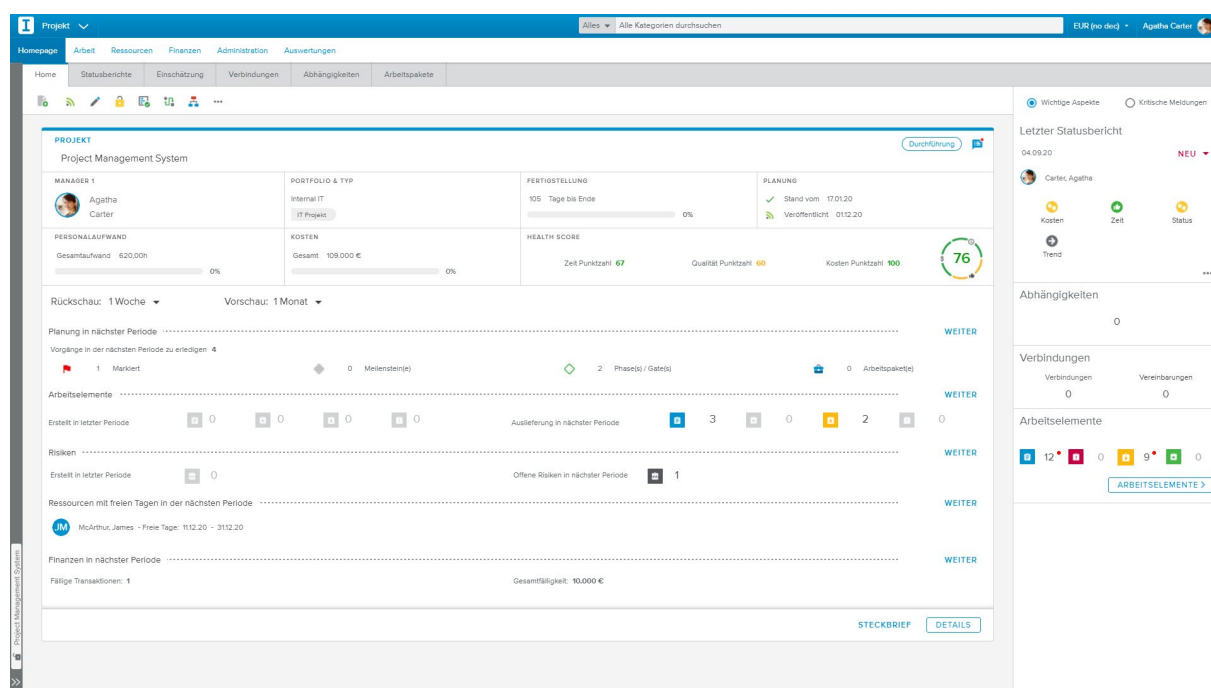 Projekt
Alles Alle Kategorien durchsuchen
EUR (no dec) Agatha Carter
Homepage Arbeit Ressourcen Finanzen Administration Auswertungen
Home Statusberichte Einschätzung Verbindungen Abhängigkeiten Arbeitspakete
PROJEKT
Project Management System
Durchführung
MANAGER 1
Agatha
Carter
PORTFOLIO & TYP
Internal IT
IT Projekt
FERTIGSTELLUNG
105 Tage bis Ende
0%
PLANUNG
Stand vom 17.01.20
Veröffentlicht 01.12.20
PERSONALAUFWAND
Gesamtaufwand 620,00h
0%
KOSTEN
Gesamt 109.000 €
0%
HEALTH SCORE
Zeit Punktzahl 67 Qualität Punktzahl 60 Kosten Punktzahl 100
76
Rückschau: 1 Woche Vorschau: 1 Monat
Planung in nächster Periode WEITER
Vorgänge in der nächsten Periode zu erledigen 4
1 Markiert 0 Meilenstein(e) 2 Phase(s) / Gate(s) 0 Arbeitspaket(e)
Arbeitselemente WEITER
Erstellt in letzter Periode 0 0 0 0 Auslieferung in nächster Periode 3 0 2 0
Risiken WEITER
Erstellt in letzter Periode 0 Offene Risiken in nächster Periode 1
Ressourcen mit freien Tagen in der nächsten Periode WEITER
JM McArthur, James - Freie Tage: 11.12.20 - 31.12.20
Finanzen in nächster Periode WEITER
Fällige Transaktionen: 1 Gesamtfälligkeit: 10.000 €
STECKBRIEF DETAILS
Project Management System
Wichtige Aspekte Kritische Meldungen
Letzter Statusbericht
04.09.20 NEU
Carter, Agatha
Kosten Zeit Status
Trend
Abhängigkeiten
0
Verbindungen
Verbindungen Vereinbarungen
0 0
Arbeitselemente
12 0 9 0
ARBEITSELEMENTE